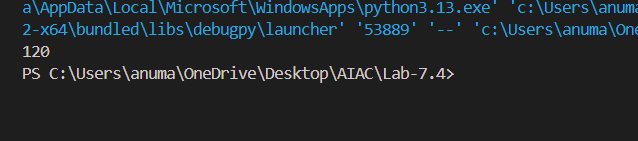 a\AppData\Local\Microsoft\WindowsApps\python3.13.exe' 'c:\Users\anuma
2-x64\bundled\libs\debugpy\launcher' '53889' '--' 'c:\Users\anuma\One
120
PS C:\Users\anuma\OneDrive\Desktop\AIAC\Lab-7.4>